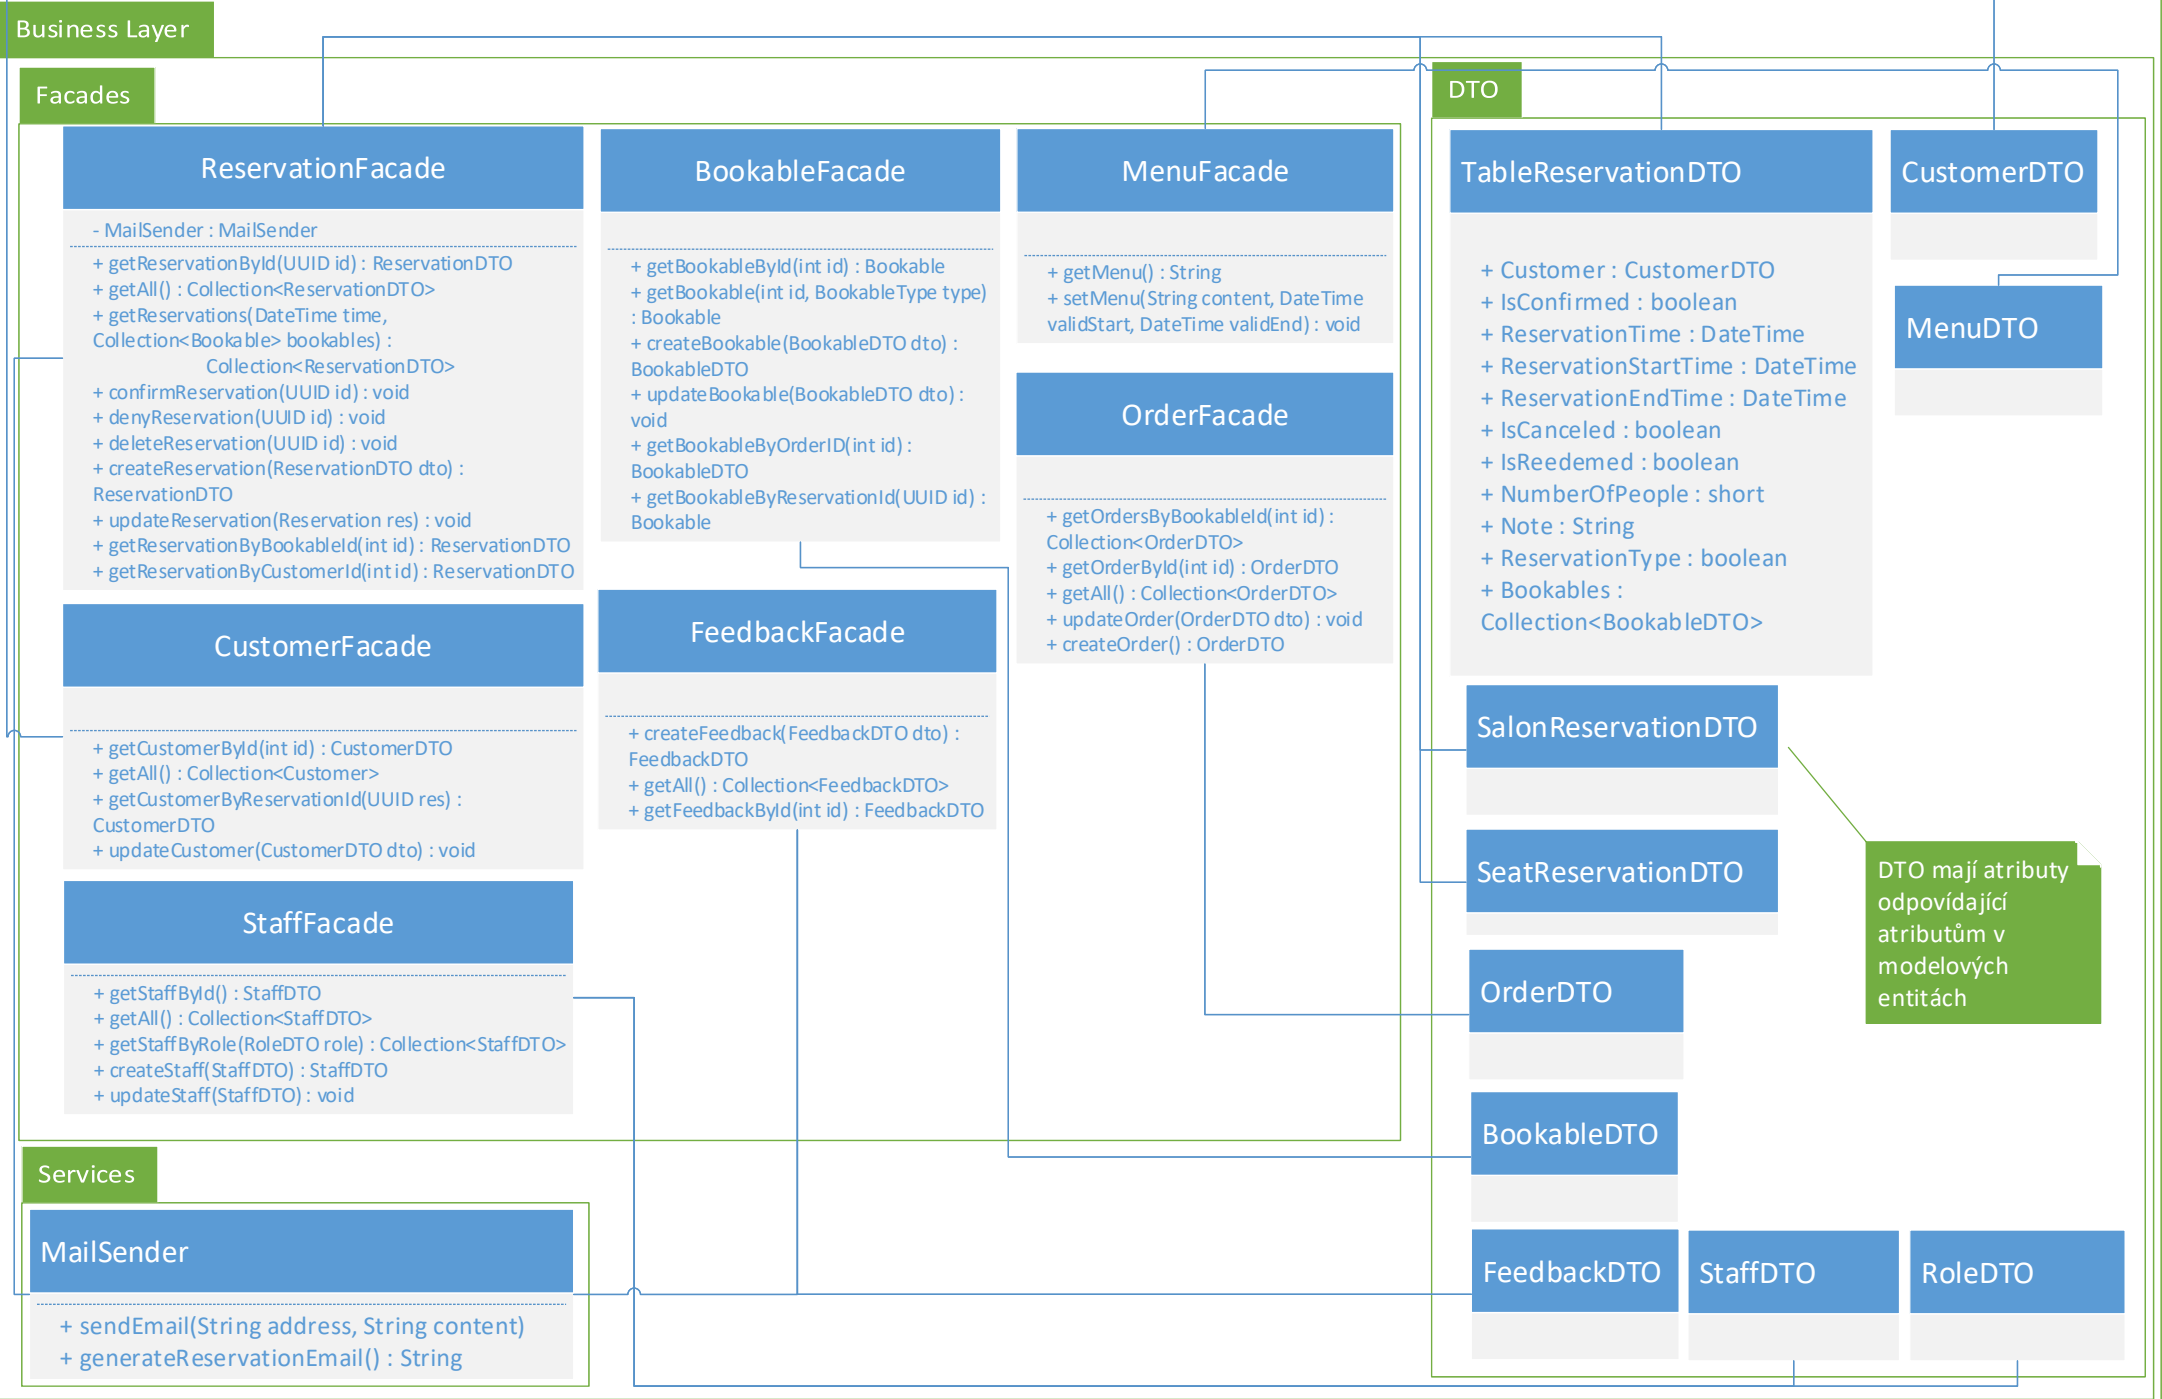 Business Layer
Facades
ReservationFacade
- MailSender : MailSender
+ getReservationById(UUID id) : ReservationDTO
+ getAll() : Collection<ReservationDTO>
+ getReservations(DateTime time,
Collection<Bookable> bookables) :
Collection<ReservationDTO>
+ confirmReservation(UUID id) : void
+ denyReservation(UUID id) : void
+ deleteReservation(UUID id) : void
+ createReservation(ReservationDTO dto) :
ReservationDTO
+ updateReservation(Reservation res) : void
+ getReservationByBookableId(int id) : ReservationDTO
+ getReservationByCustomerId(int id) : ReservationDTO
BookableFacade
+ getBookableById(int id) : Bookable
+ getBookable(int id, BookableType type)
: Bookable
+ createBookable(BookableDTO dto) :
BookableDTO
+ updateBookable(BookableDTO dto) :
void
+ getBookableByOrderID(int id) :
BookableDTO
+ getBookableByReservationId(UUID id) :
Bookable
MenuFacade
+ getMenu() : String
+ setMenu(String content, DateTime
validStart, DateTime validEnd) : void
OrderFacade
+ getOrdersByBookableId(int id) :
Collection<OrderDTO>
+ getOrderById(int id) : OrderDTO
+ getAll() : Collection<OrderDTO>
+ updateOrder(OrderDTO dto) : void
+ createOrder() : OrderDTO
CustomerFacade
+ getCustomerById(int id) : CustomerDTO
+ getAll() : Collection<Customer>
+ getCustomerByReservationId(UUID res) :
CustomerDTO
+ updateCustomer(CustomerDTO dto) : void
FeedbackFacade
+ createFeedback(FeedbackDTO dto) :
FeedbackDTO
+ getAll() : Collection<FeedbackDTO>
+ getFeedbackById(int id) : FeedbackDTO
StaffFacade
+ getStaffById() : StaffDTO
+ getAll() : Collection<StaffDTO>
+ getStaffByRole(RoleDTO role) : Collection<StaffDTO>
+ createStaff(StaffDTO) : StaffDTO
+ updateStaff(StaffDTO) : void
Services
MailSender
+ sendEmail(String address, String content)
+ generateReservationEmail() : String
DTO
TableReservationDTO
+ Customer : CustomerDTO
+ IsConfirmed : boolean
+ ReservationTime : DateTime
+ ReservationStartTime : DateTime
+ ReservationEndTime : DateTime
+ IsCanceled : boolean
+ IsReedemed : boolean
+ NumberOfPeople : short
+ Note : String
+ ReservationType : boolean
+ Bookables :
Collection<BookableDTO>
CustomerDTO
MenuDTO
SalonReservationDTO
SeatReservationDTO
DTO mají atributy
odpovídající
atributům v
modelových
entitách
OrderDTO
BookableDTO
FeedbackDTO
StaffDTO
RoleDTO